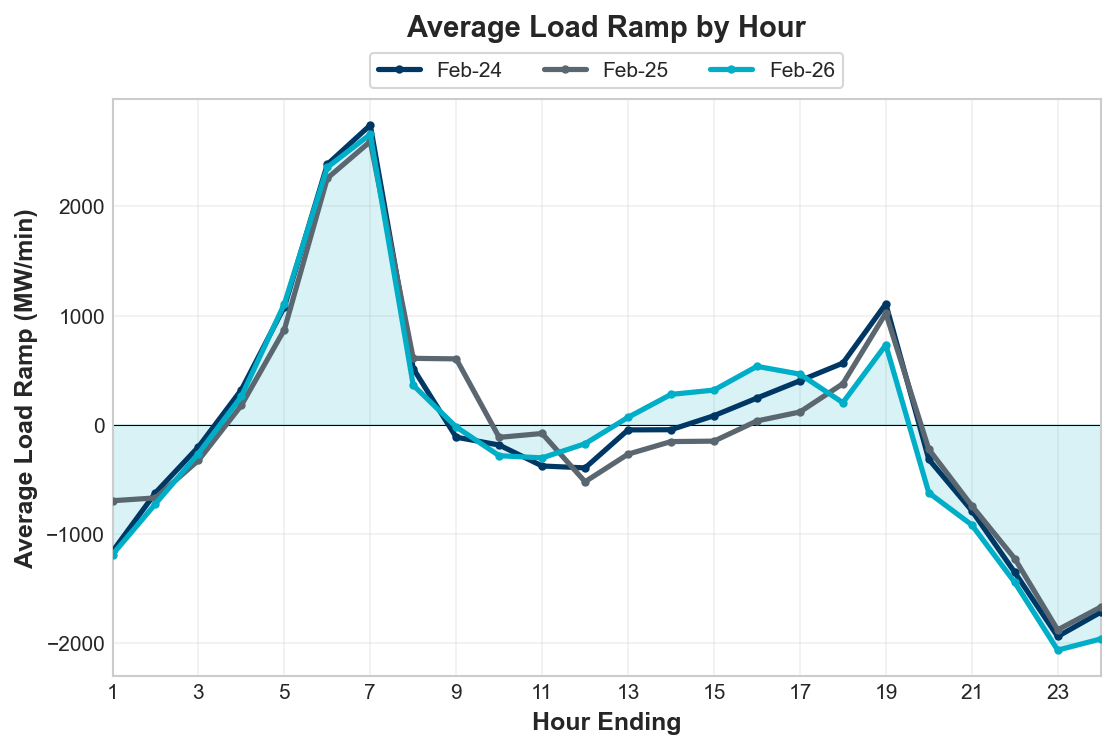 Average Load Ramp by Hour
Feb-24 Feb-25 Feb-26
Average Load Ramp (MW/min)
2000
1000
0
−1000
−2000
1 3 5 7 9 11 13 15 17 19 21 23
Hour Ending